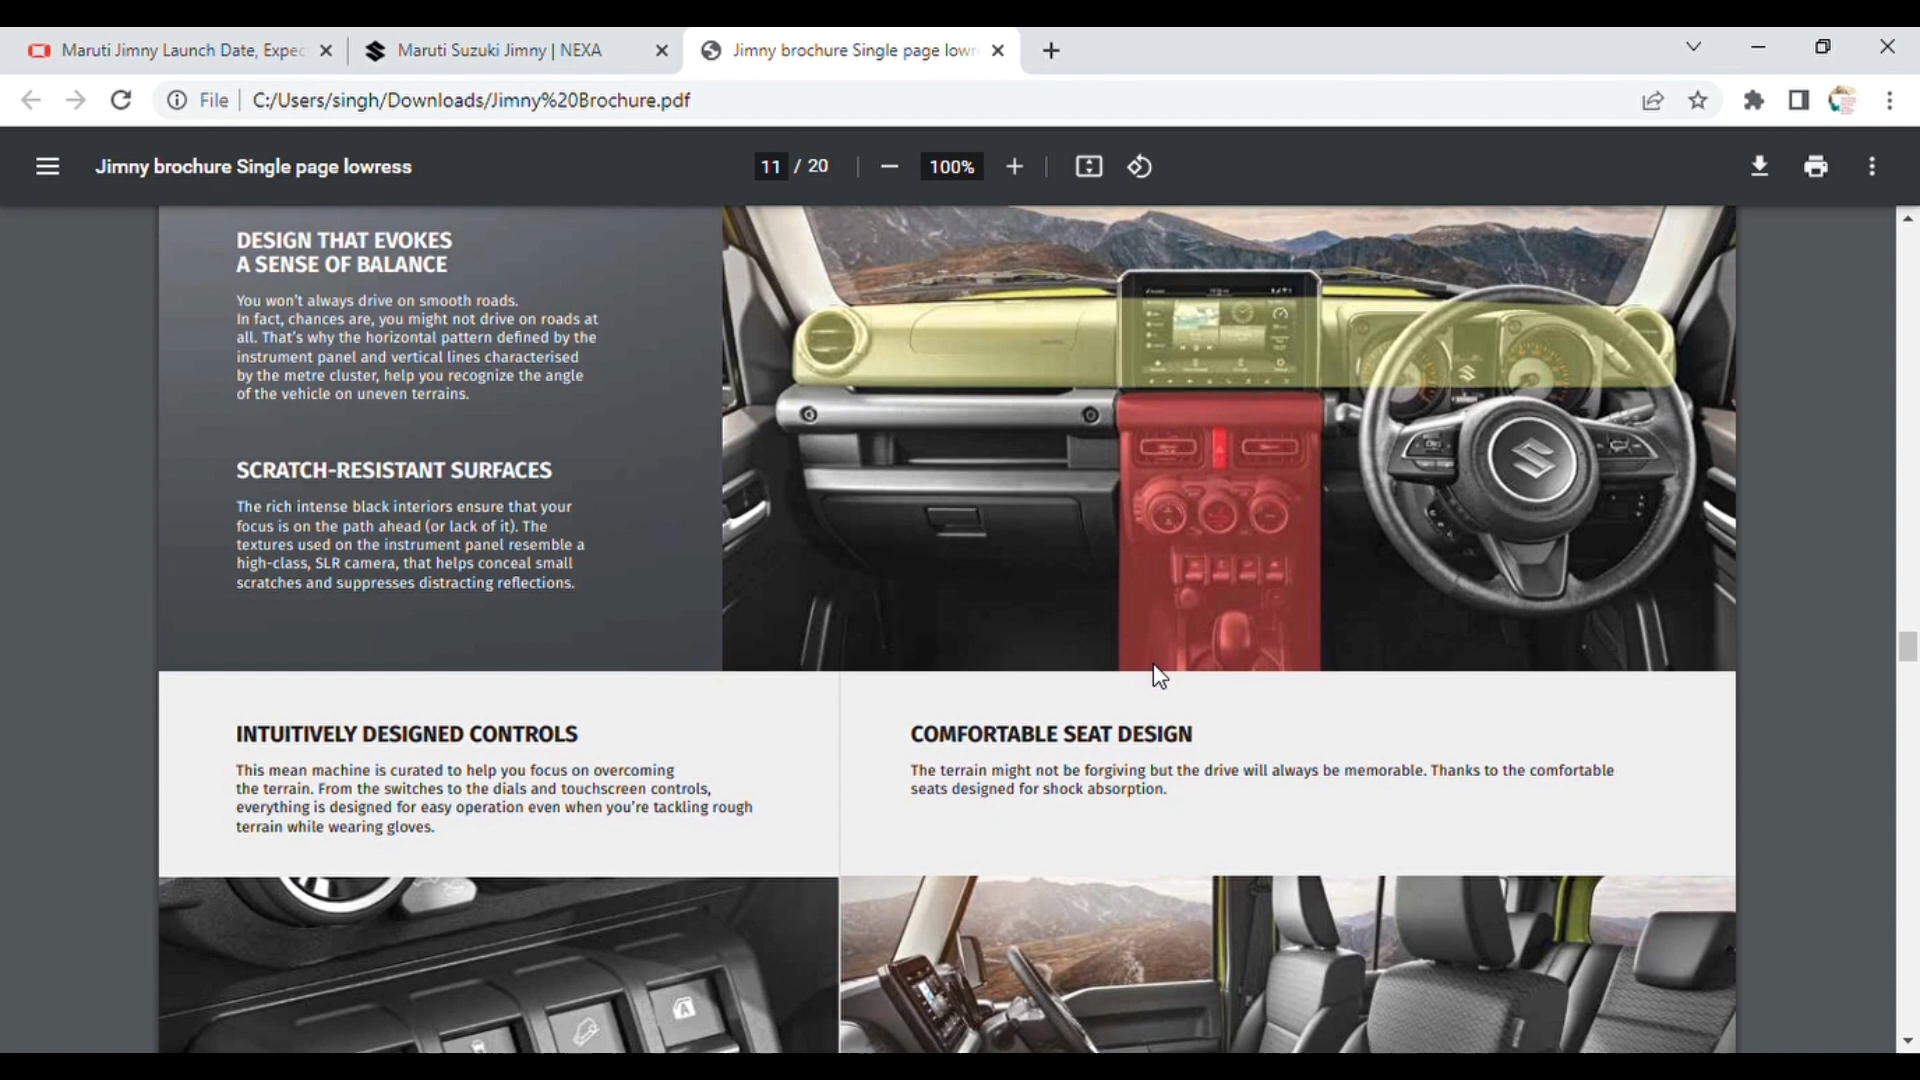 Maruti Jimny Launch Date, Expec
Maruti Suzuki Jimny | NEXA
Jimny brochure Single page lowr
File
C:/Users/singh/Downloads/Jimny%20Brochure.pdf
Jimny brochure Single page lowress
11 / 20
100%
DESIGN THAT EVOKES
A SENSE OF BALANCE
You won't always drive on smooth roads.
In fact, chances are, you might not drive on roads at
all. That's why the horizontal pattern defined by the
instrument panel and vertical lines characterised
by the metre cluster, help you recognize the angle
of the vehicle on uneven terrains.
SCRATCH-RESISTANT SURFACES
The rich intense black interiors ensure that your
focus is on the path ahead (or lack of it). The
textures used on the instrument panel resemble a
high-class, SLR camera, that helps conceal small
scratches and suppresses distracting reflections.
INTUITIVELY DESIGNED CONTROLS
This mean machine is curated to help you focus on overcoming
the terrain. From the switches to the dials and touchscreen controls,
everything is designed for easy operation even when you're tackling rough
terrain while wearing gloves.
COMFORTABLE SEAT DESIGN
The terrain might not be forgiving but the drive will always be memorable. Thanks to the comfortable
seats designed for shock absorption.
A